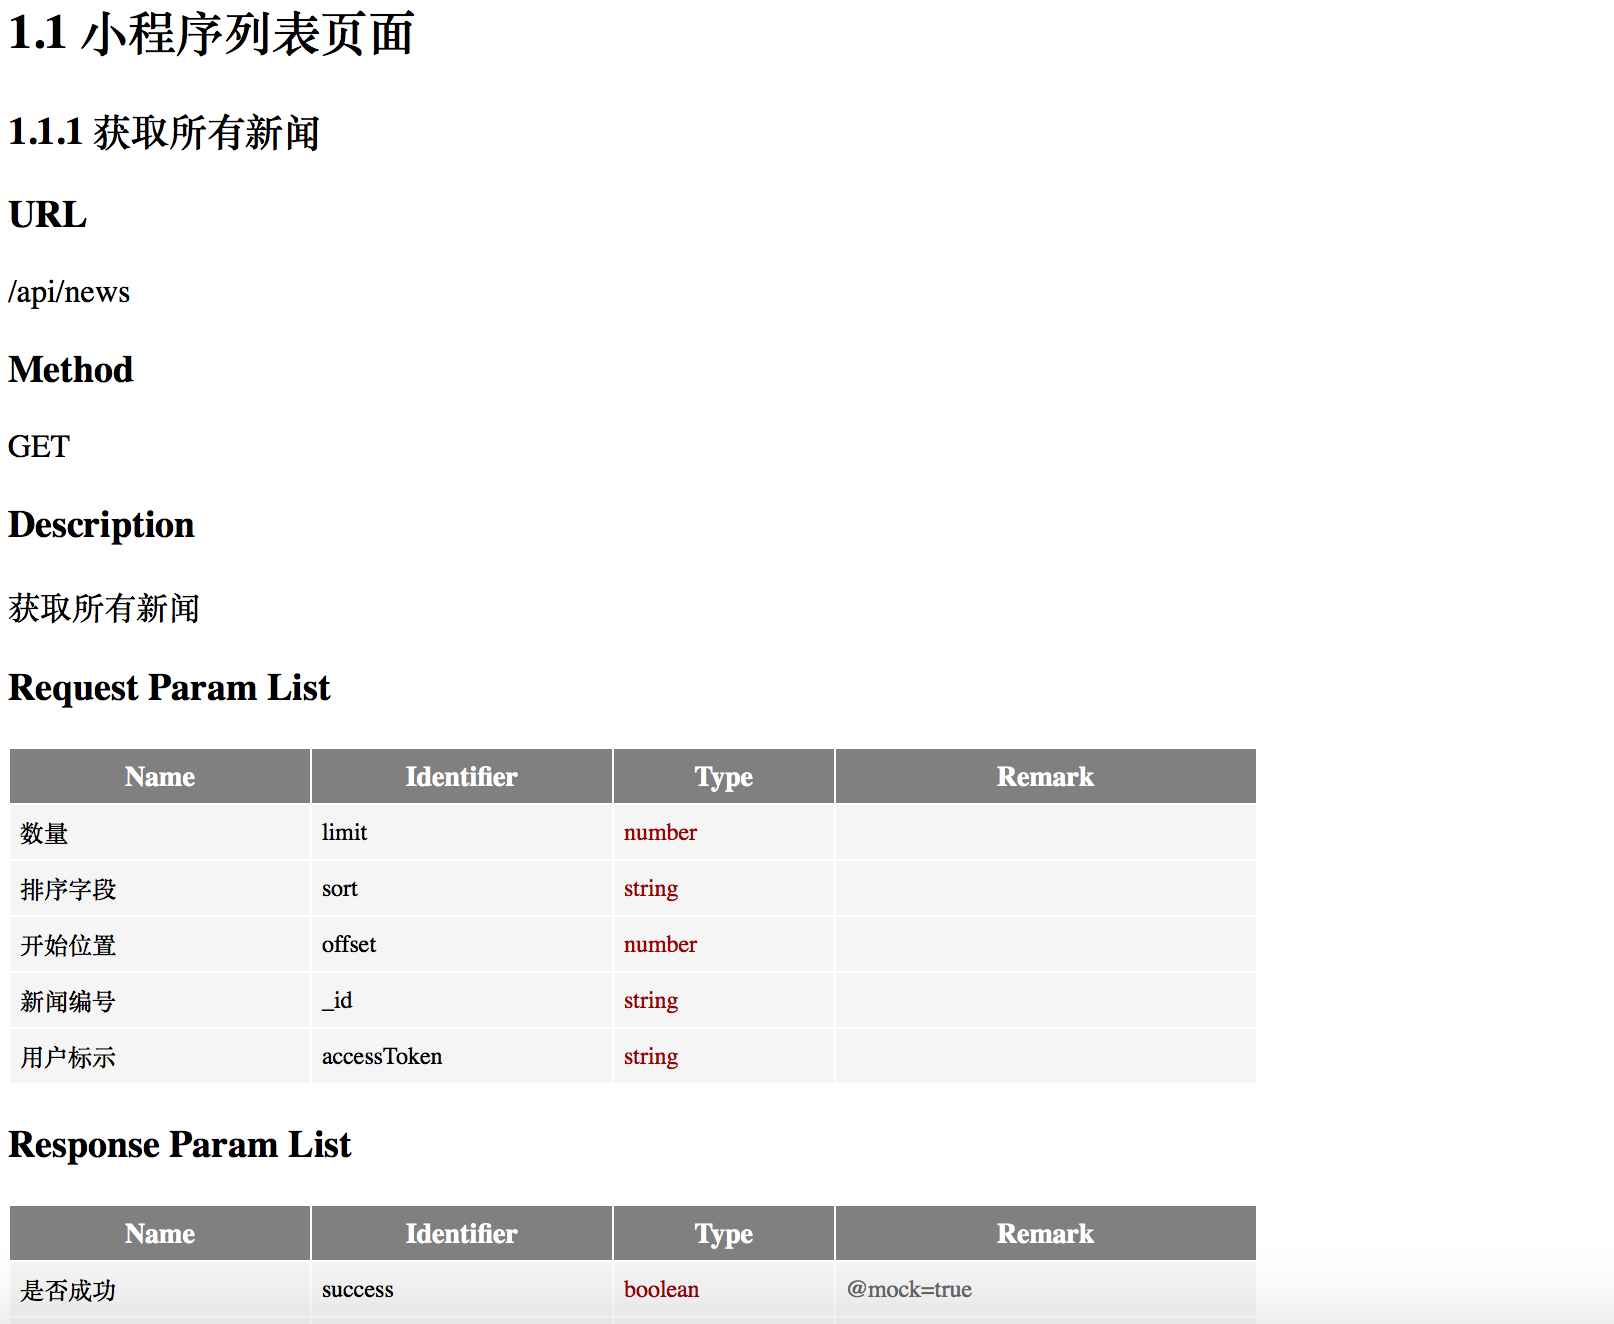 1.1 小程序列表页面
1.1.1 获取所有新闻
URL
/api/news
Method
GET
Description
获取所有新闻
Request Param List
Name Identifier Type Remark
数量 limit number
排序字段 sort string
开始位置 offset number
新闻编号 _id string
用户标示 accessToken string
Response Param List
Name Identifier Type Remark
是否成功 success boolean @mock=true